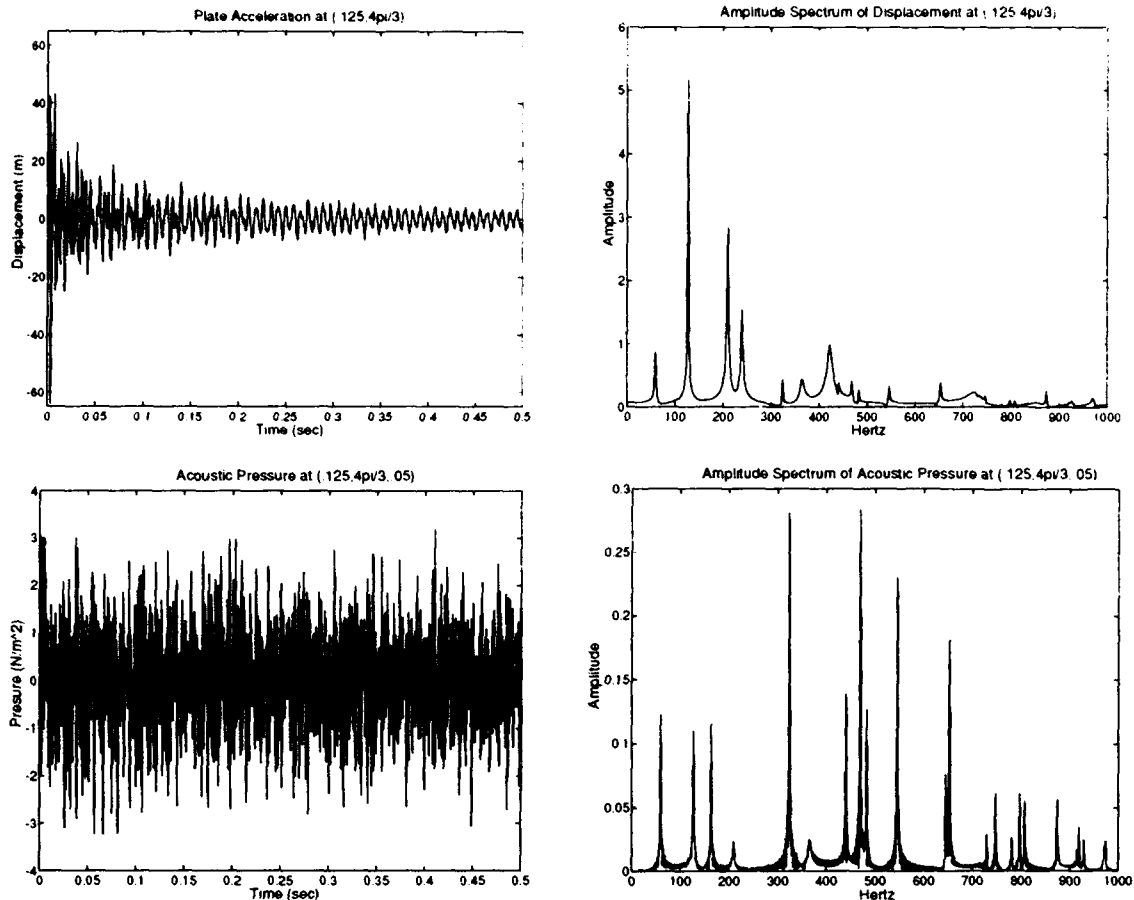 Plate Acceleration at (.125,4pi/3)
60
40
20
0
-20
-40
-60
Displacement (m)
0 0.05 0.1 0.15 0.2 0.25 0.3 0.35 0.4 0.45 0.5
Time (sec)
Amplitude Spectrum of Displacement at (.125,4pi/3)
6
5
4
3
2
1
0
Amplitude
0 100 200 300 400 500 600 700 800 900 1000
Hertz
Acoustic Pressure at (.125,4pi/3,.05)
4
3
2
1
0
-1
-2
-3
-4
Presure (N/m^2)
0 0.05 0.1 0.15 0.2 0.25 0.3 0.35 0.4 0.45 0.5
Time (sec)
Amplitude Spectrum of Acoustic Pressure at (.125,4pi/3,.05)
0.3
0.25
0.2
0.15
0.1
0.05
0
Amplitude
0 100 200 300 400 500 600 700 800 900 1000
Hertz